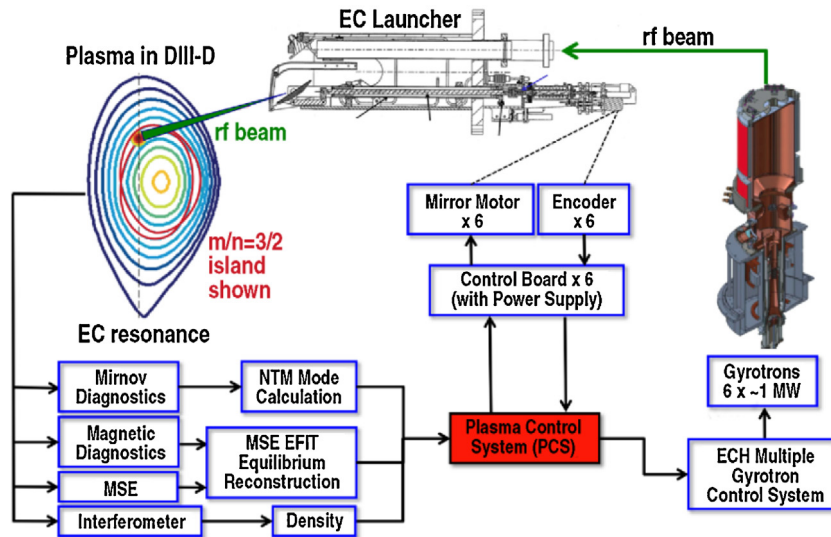 EC Launcher
Plasma in DIII-D
rf beam
rf beam
m/n=3/2
island
shown
EC resonance
Mirror Motor
x 6
Encoder
x 6
Control Board x 6
(with Power Supply)
Mirnov
Diagnostics
NTM Mode
Calculation
Magnetic
Diagnostics
MSE EFIT
Equilibrium
Reconstruction
MSE
Interferometer
Density
Plasma Control
System (PCS)
Gyrotrons
6 x ~1 MW
ECH Multiple
Gyrotron
Control System